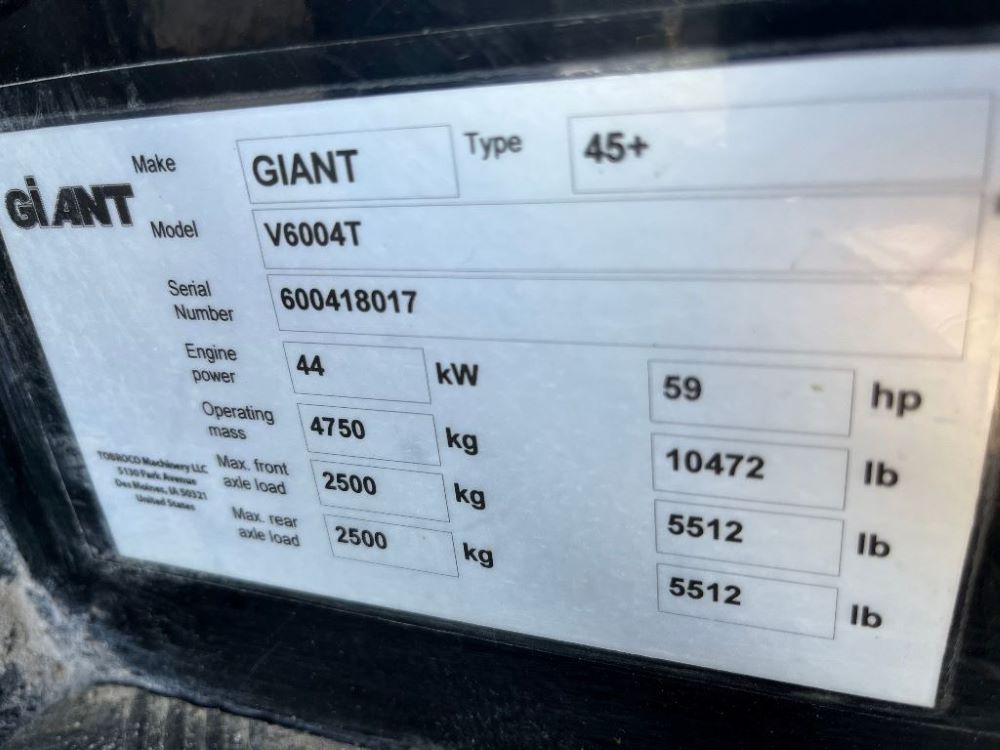 GiANT
Make GIANT Type 45+
Model V6004T
Serial Number 600418017
Engine power 44 kW 59 hp
Operating mass 4750 kg 10472 lb
Max. front axle load 2500 kg 5512 lb
Max. rear axle load 2500 kg 5512 lb
TOBROCO Machinery LLC
5130 Park Avenue
Des Moines, IA 50321
United States